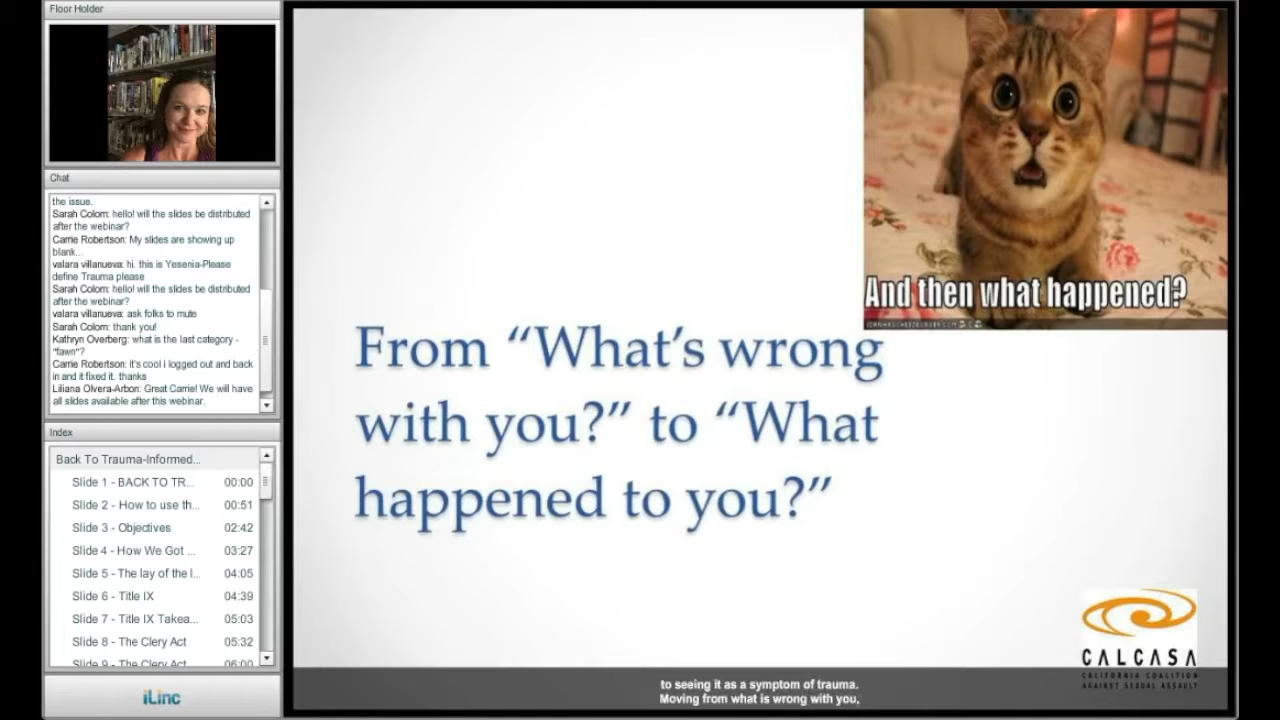 Floor Holder
Chat
the issue.
Sarah Colom: hello! will the slides be distributed
after the webinar?
Carrie Robertson: My slides are showing up
blank...
valara villanueva: hi. this is Yesenia-Please
define Trauma please
Sarah Colom: hello! will the slides be distributed
after the webinar?
valara villanueva: ask folks to mute
Sarah Colom: thank you!
Kathryn Overberg: what is the last category -
"fawn"?
Carrie Robertson: it's cool i logged out and back
in and it fixed it. thanks
Liliana Olvera-Arbon: Great Carrie! We will have
all slides available after this webinar.
Index
Back To Trauma-Informed...
Slide 1 - BACK TO TR... 00:00
Slide 2 - How to use th... 00:51
Slide 3 - Objectives 02:42
Slide 4 - How We Got ... 03:27
Slide 5 - The lay of the l... 04:05
Slide 6 - Title IX 04:39
Slide 7 - Title IX Takea... 05:03
Slide 8 - The Clery Act 05:32
Slide 9 - The Clery Act 06:00
iLinc
And then what happened?
From “What’s wrong
with you?” to “What
happened to you?”
CALCASA
CALIFORNIA COALITION
AGAINST SEXUAL ASSAULT
to seeing it as a symptom of trauma.
Moving from what is wrong with you,